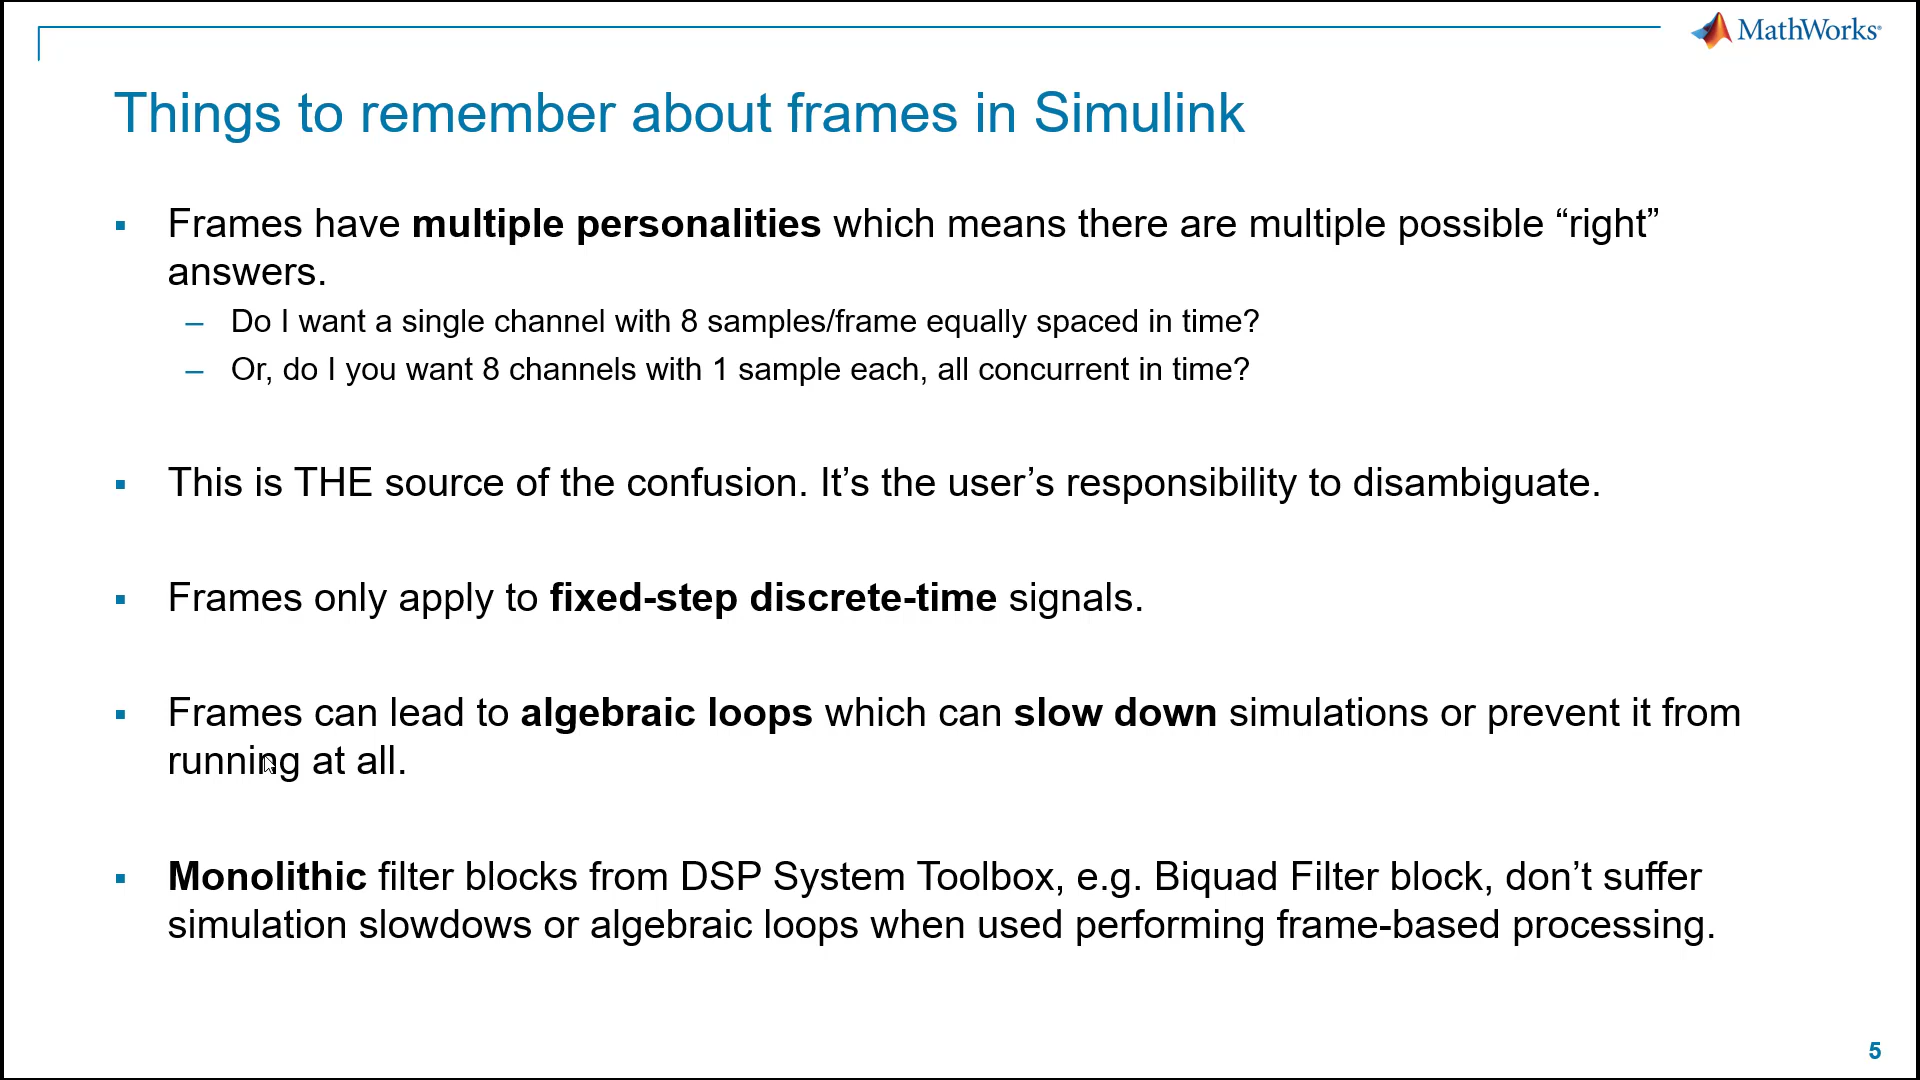 MathWorks®
Things to remember about frames in Simulink
▪ Frames have multiple personalities which means there are multiple possible “right”
answers.
– Do I want a single channel with 8 samples/frame equally spaced in time?
– Or, do I you want 8 channels with 1 sample each, all concurrent in time?
▪ This is THE source of the confusion. It’s the user’s responsibility to disambiguate.
▪ Frames only apply to fixed-step discrete-time signals.
▪ Frames can lead to algebraic loops which can slow down simulations or prevent it from
running at all.
▪ Monolithic filter blocks from DSP System Toolbox, e.g. Biquad Filter block, don’t suffer
simulation slowdowns or algebraic loops when used performing frame-based processing.
5